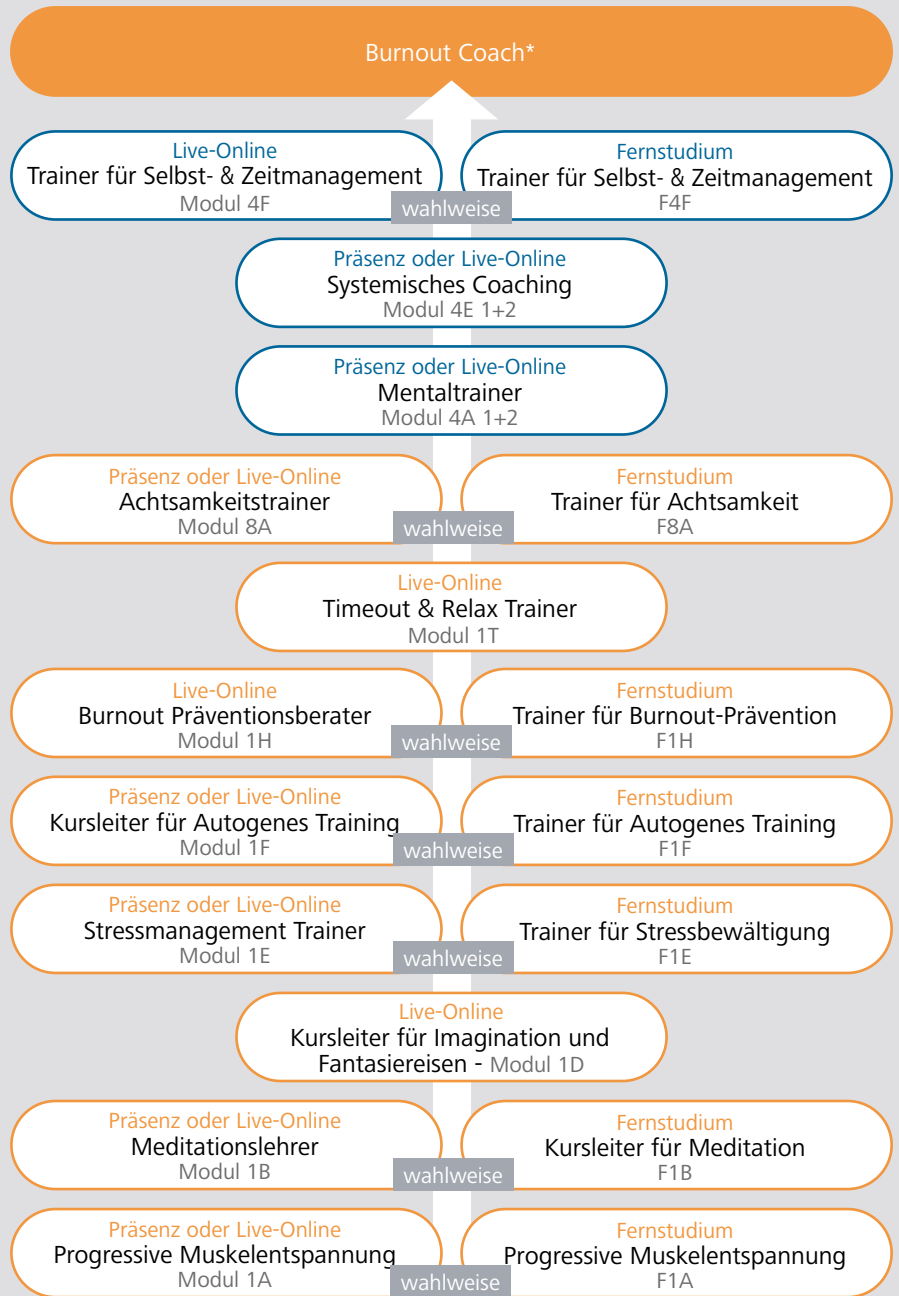 Burnout Coach*
Live-Online
Trainer für Selbst- & Zeitmanagement
Modul 4F
wahlweise
Fernstudium
Trainer für Selbst- & Zeitmanagement
F4F
Präsenz oder Live-Online
Systemisches Coaching
Modul 4E 1+2
Präsenz oder Live-Online
Mentaltrainer
Modul 4A 1+2
Präsenz oder Live-Online
Achtsamkeitstrainer
Modul 8A
wahlweise
Fernstudium
Trainer für Achtsamkeit
F8A
Live-Online
Timeout & Relax Trainer
Modul 1T
Live-Online
Burnout Präventionsberater
Modul 1H
wahlweise
Fernstudium
Trainer für Burnout-Prävention
F1H
Präsenz oder Live-Online
Kursleiter für Autogenes Training
Modul 1F
wahlweise
Fernstudium
Trainer für Autogenes Training
F1F
Präsenz oder Live-Online
Stressmanagement Trainer
Modul 1E
wahlweise
Fernstudium
Trainer für Stressbewältigung
F1E
Live-Online
Kursleiter für Imagination und
Fantasiereisen - Modul 1D
Präsenz oder Live-Online
Meditationslehrer
Modul 1B
wahlweise
Fernstudium
Kursleiter für Meditation
F1B
Präsenz oder Live-Online
Progressive Muskelentspannung
Modul 1A
wahlweise
Fernstudium
Progressive Muskelentspannung
F1A